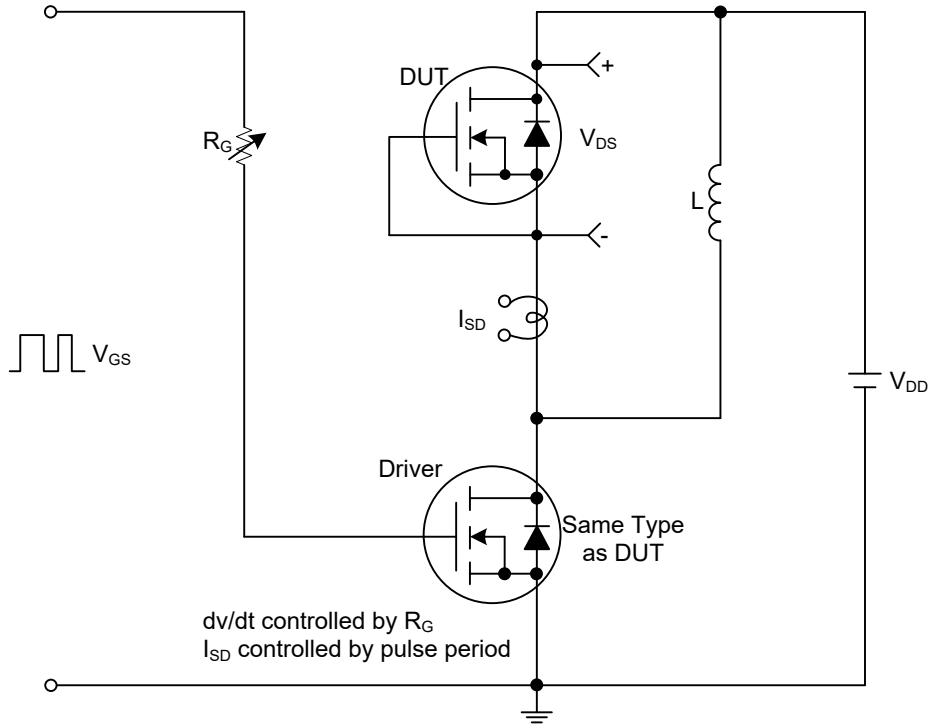 DUT
+
R_G
V_DS
L
-
I_SD
V_GS
V_DD
Driver
Same Type
as DUT
dv/dt controlled by R_G
I_SD controlled by pulse period